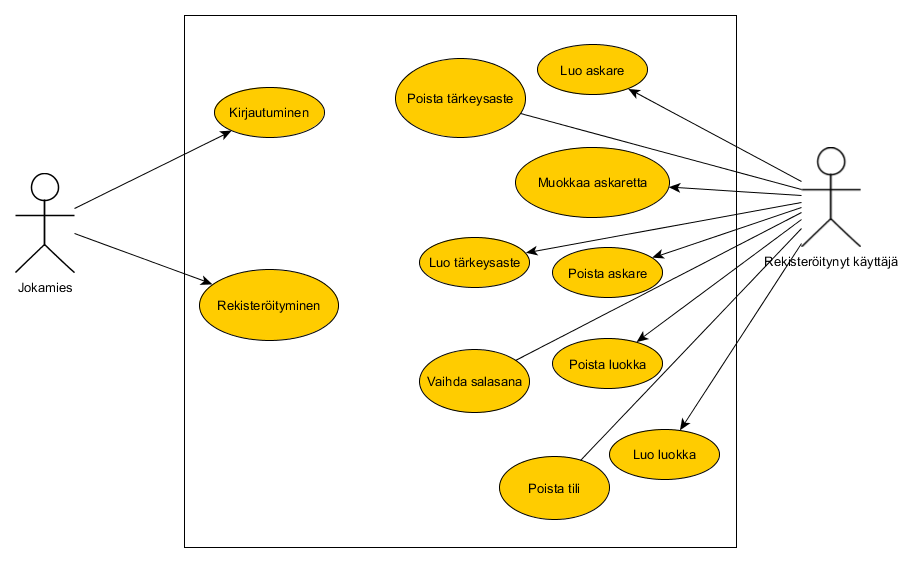 Luo askare
Poista tärkeysaste
Kirjautuminen
Muokkaa askaretta
Luo tärkeysaste
Poista askare
Rekisteröitynyt käyttäjä
Jokamies
Rekisteröityminen
Poista luokka
Vaihda salasana
Luo luokka
Poista tili